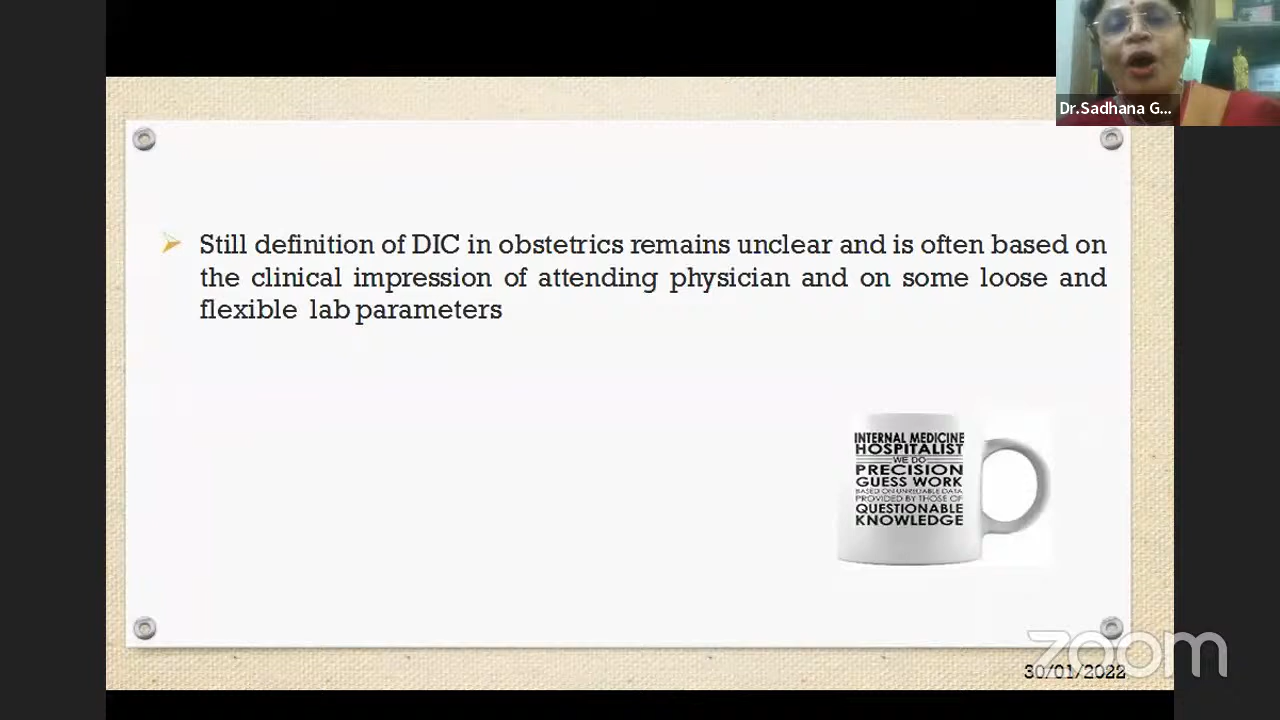 Dr.Sadhana G...
Still definition of DIC in obstetrics remains unclear and is often based on
the clinical impression of attending physician and on some loose and
flexible lab parameters
INTERNAL MEDICINE
HOSPITALIST
WE DO
PRECISION
GUESS WORK
BASED ON UNRELIABLE DATA
PROVIDED BY THOSE OF
QUESTIONABLE
KNOWLEDGE
zoom
30/01/2022